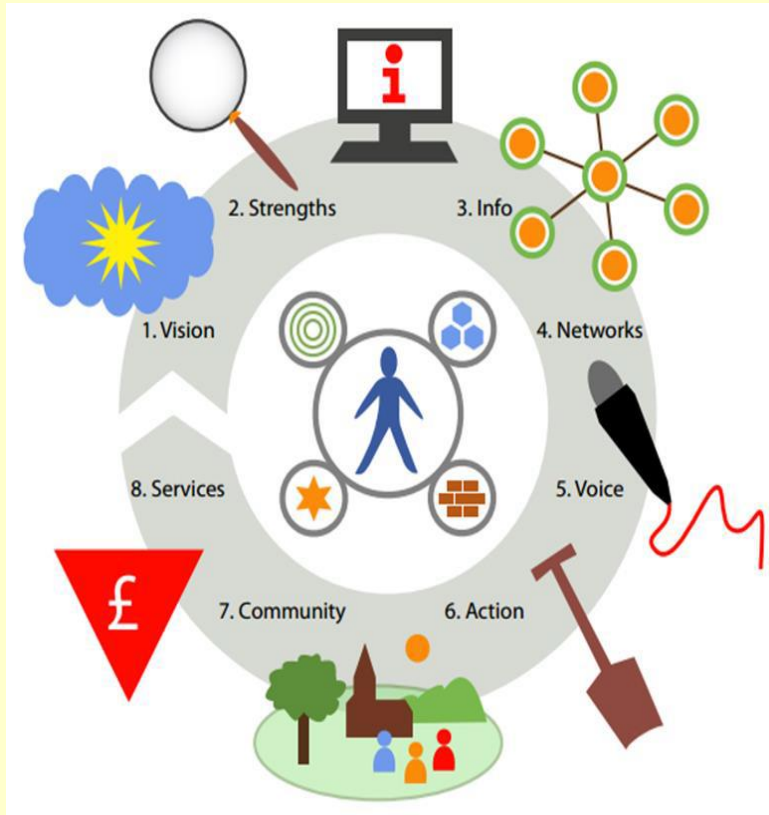 i
2. Strengths
3. Info
1. Vision
4. Networks
8. Services
5. Voice
£
7. Community
6. Action